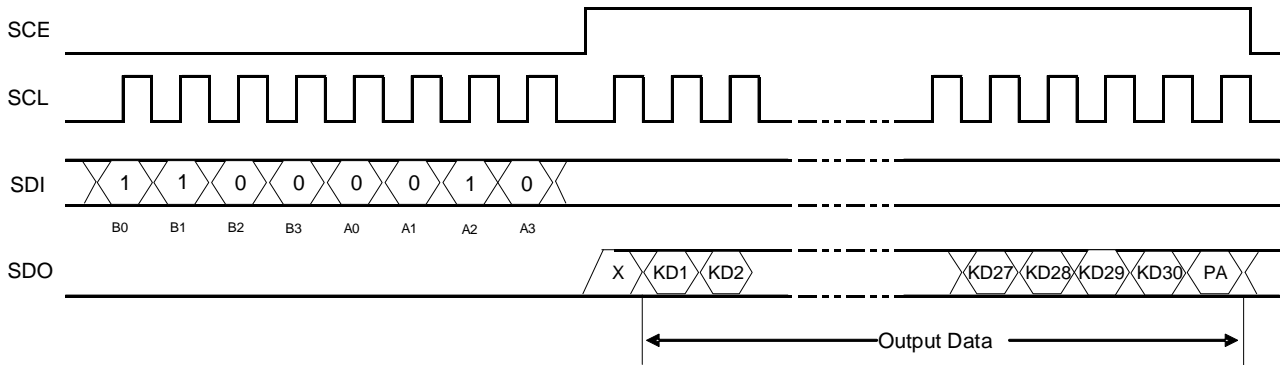 SCE
SCL
SDI 1 1 0 0 0 0 1 0
B0 B1 B2 B3 A0 A1 A2 A3
SDO X KD1 KD2 KD27 KD28 KD29 KD30 PA
Output Data